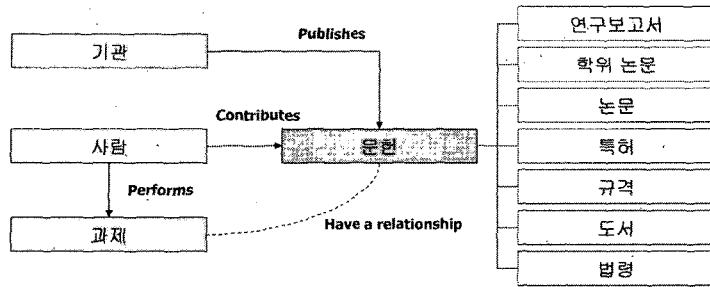 기관
Publishes
사람
Contributes
문헌
Performs
과제
Have a relationship
연구보고서
학위 논문
논문
특허
규격
도서
법령